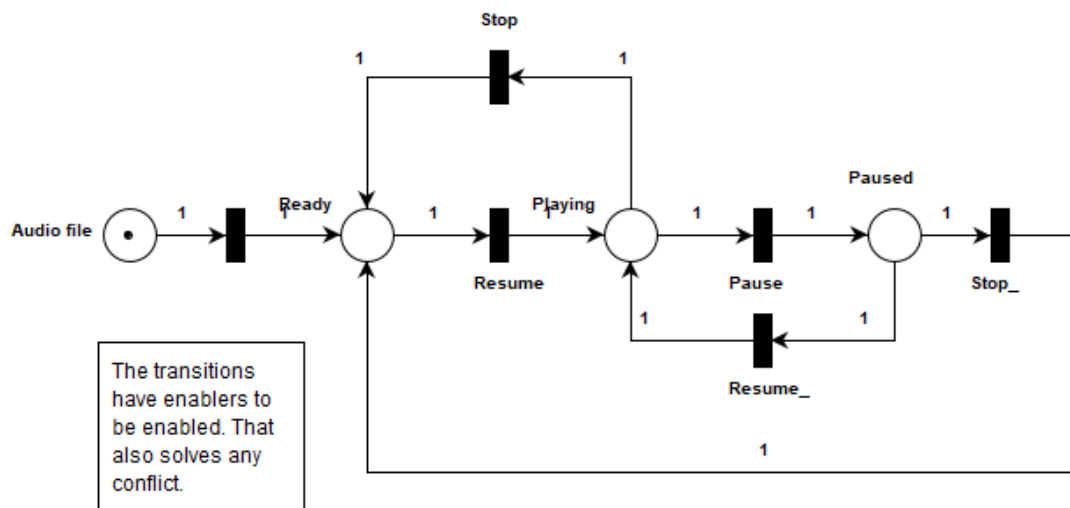 Stop
1
1
Paused
Ready
Playing
Audio file
1
1
1
1
1
1
1
Resume
Pause
Stop_
1
1
Resume_
The transitions
have enablers to
be enabled. That
also solves any
conflict.
1